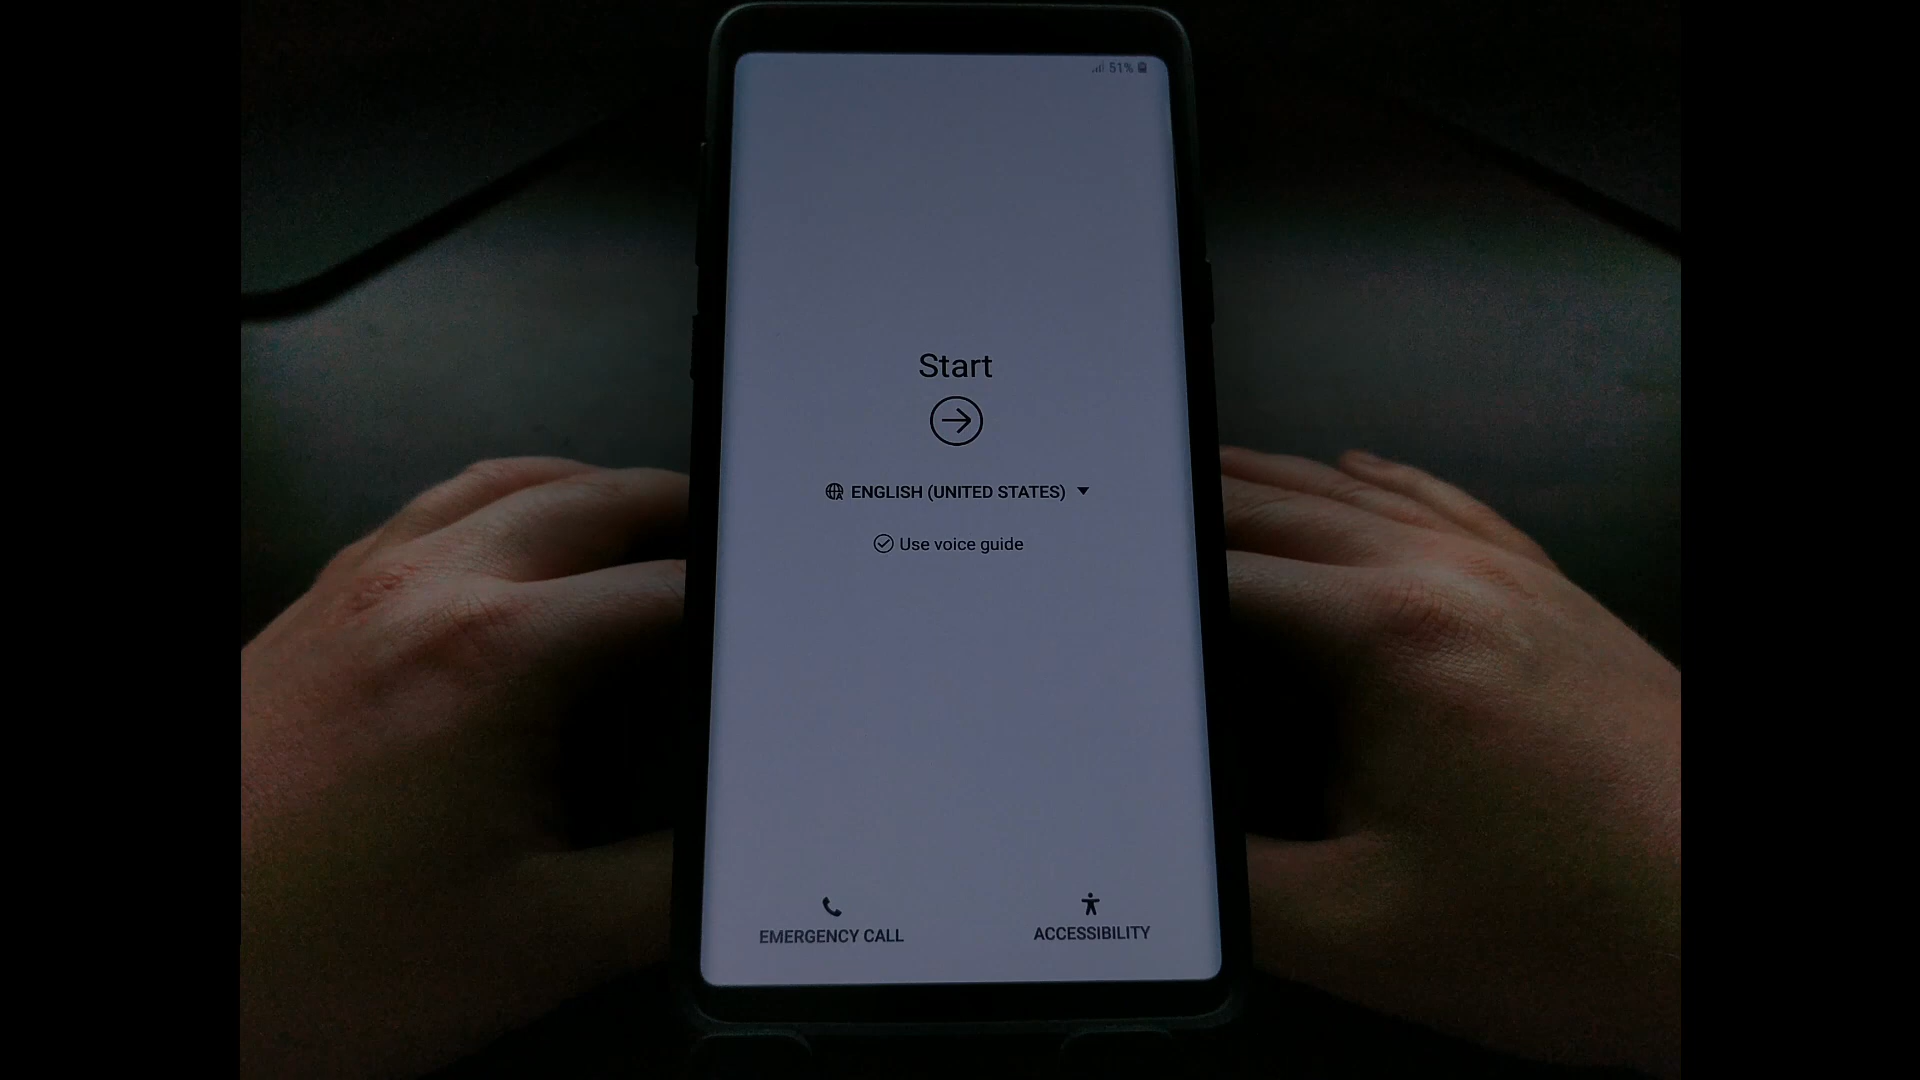 51%
Start
ENGLISH (UNITED STATES)
Use voice guide
EMERGENCY CALL
ACCESSIBILITY